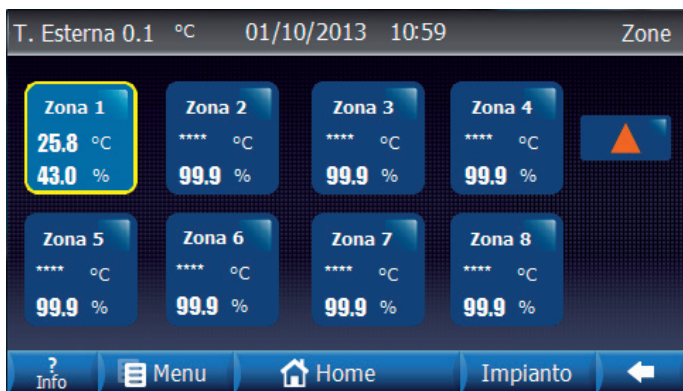 T. Esterna 0.1 °C 01/10/2013 10:59 Zone
Zona 1 Zona 2 Zona 3 Zona 4
25.8 °C **** °C **** °C **** °C
43.0 % 99.9 % 99.9 % 99.9 %
Zona 5 Zona 6 Zona 7 Zona 8
**** °C **** °C **** °C **** °C
99.9 % 99.9 % 99.9 % 99.9 %
? Info Menu Home Impianto